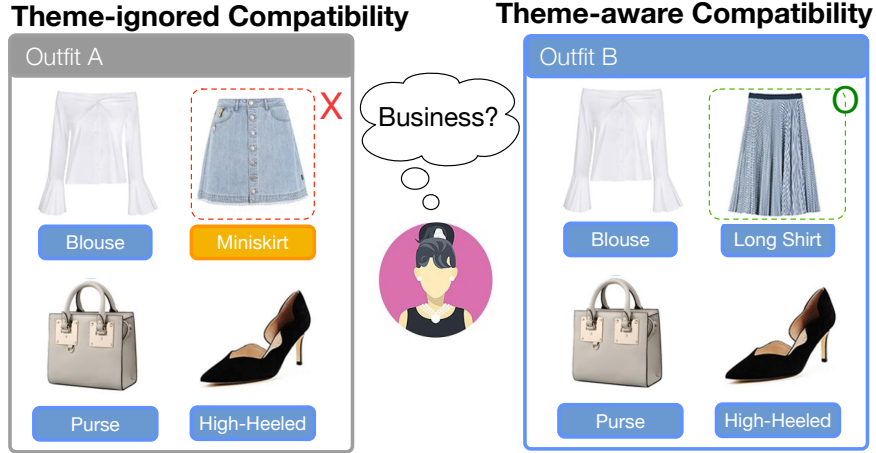 Theme-ignored Compatibility
Theme-aware Compatibility
Outfit A
X
Blouse
Miniskirt
Purse
High-Heeled
Business?
Outfit B
O
Blouse
Long Shirt
Purse
High-Heeled